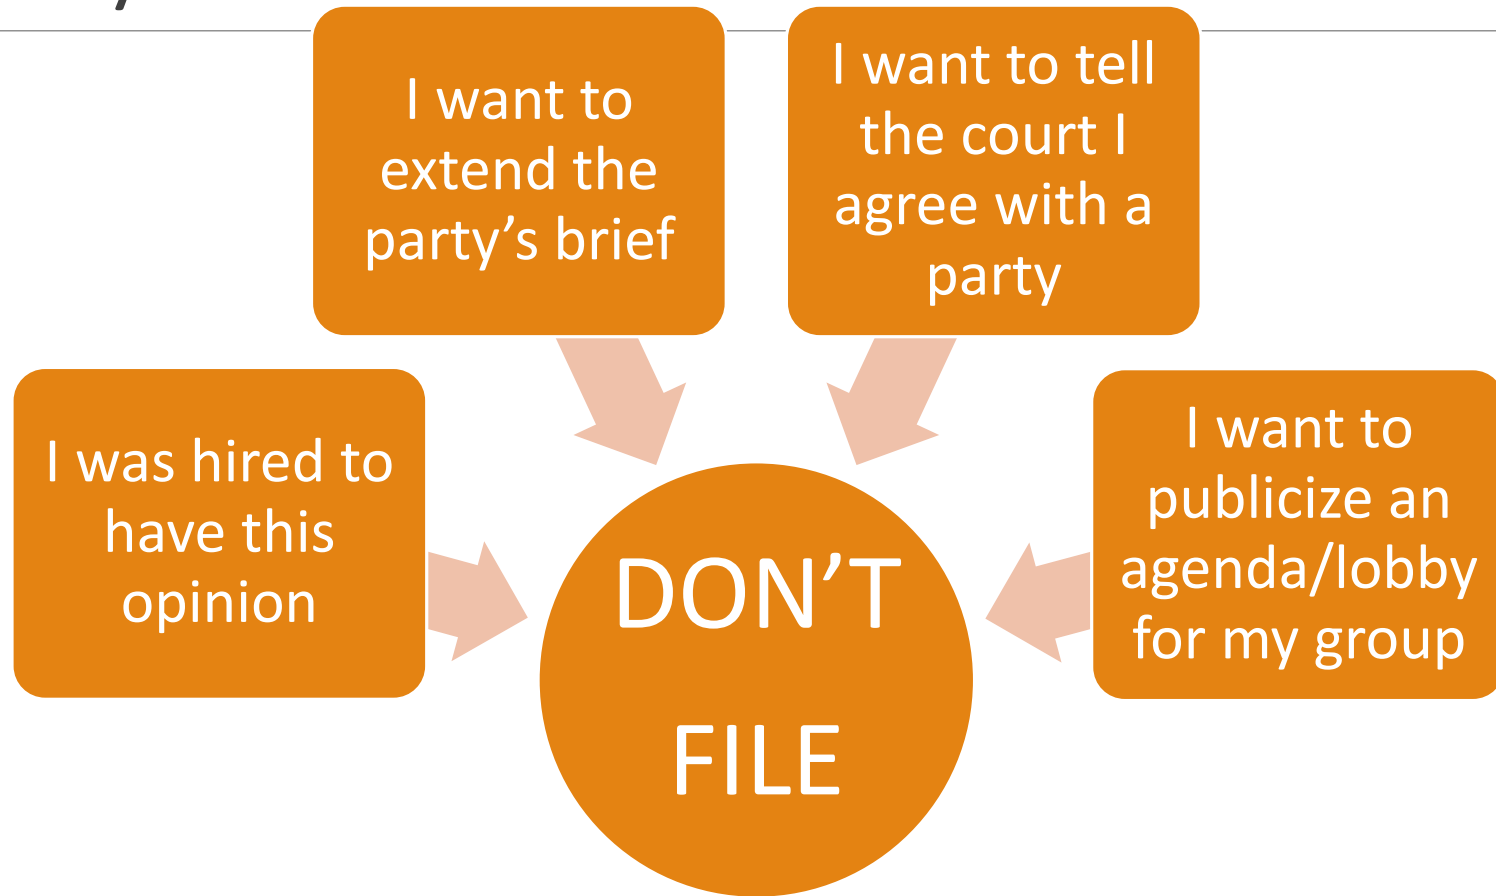 I want to
extend the
party’s brief
I want to tell
the court I
agree with a
party
I was hired to
have this
opinion
I want to
publicize an
agenda/lobby
for my group
DON’T
FILE